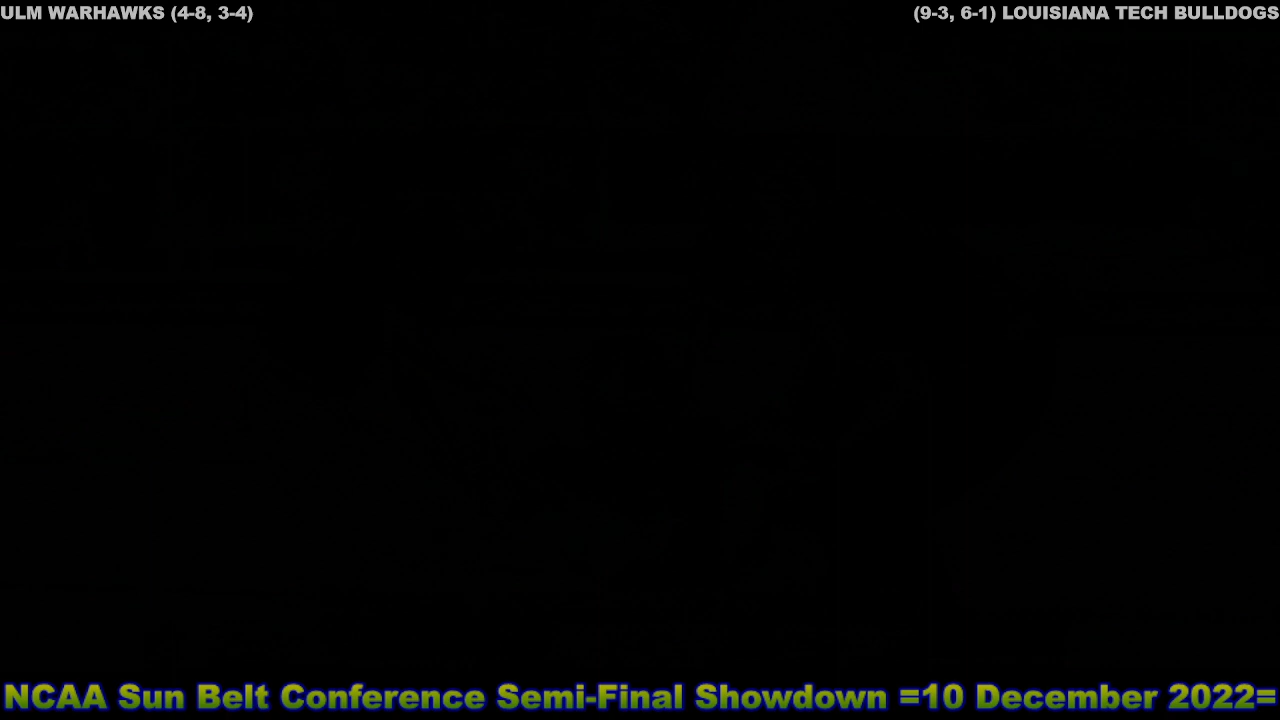 ULM WARHAWKS (4-8, 3-4)
(9-3, 6-1) LOUISIANA TECH BULLDOGS
NCAA Sun Belt Conference Semi-Final Showdown =10 December 2022=